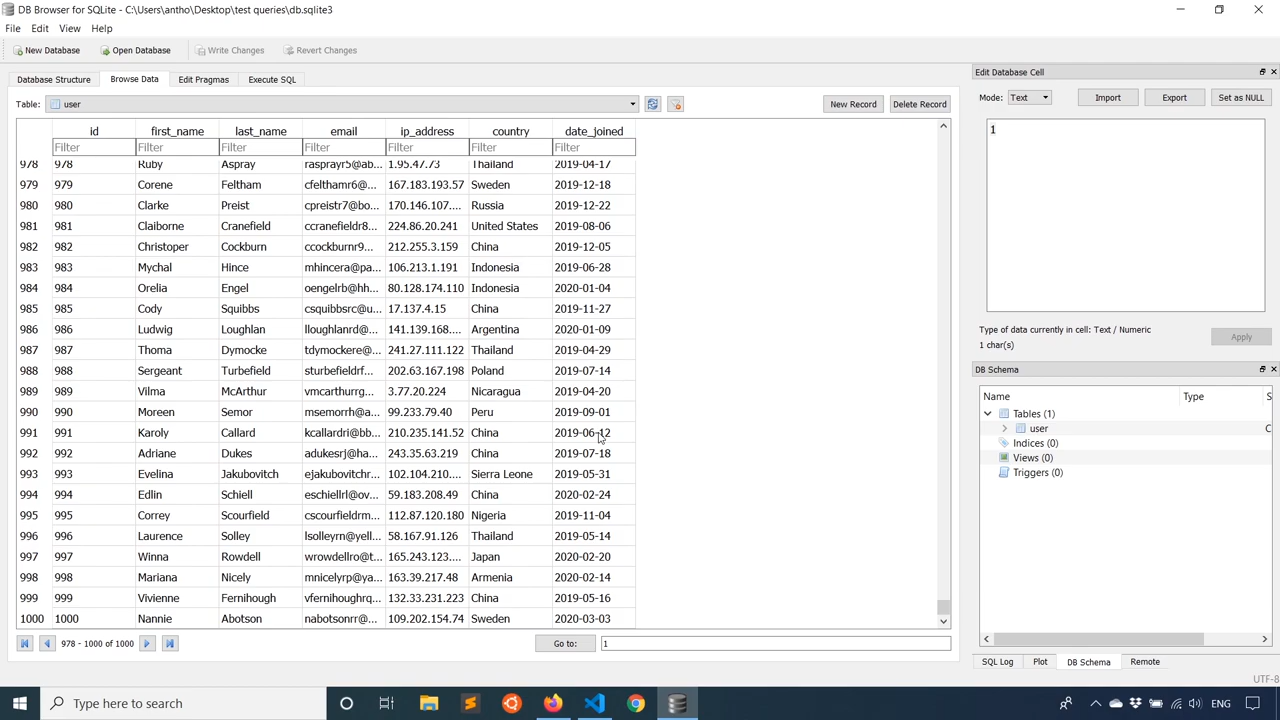 DB Browser for SQLite - C:\Users\antho\Desktop\test queries\db.sqlite3
File Edit View Help
New Database Open Database Write Changes Revert Changes
Database Structure Browse Data Edit Pragmas Execute SQL
Table: user New Record Delete Record
id first_name last_name email ip_address country date_joined
Filter Filter Filter Filter Filter Filter Filter
978 978 Ruby Aspray rasprayr5@ab... 1.95.47.73 Thailand 2019-04-17
979 979 Corene Feltham cfelthamr6@... 167.183.193.57 Sweden 2019-12-18
980 980 Clarke Preist cpreistr7@bo... 170.146.107.... Russia 2019-12-22
981 981 Claiborne Cranefield ccranefieldr8... 224.86.20.241 United States 2019-08-06
982 982 Christoper Cockburn ccockburnr9... 212.255.3.159 China 2019-12-05
983 983 Mychal Hince mhincera@pa... 106.213.1.191 Indonesia 2019-06-28
984 984 Orelia Engel oengelrb@hh... 80.128.174.110 Indonesia 2020-01-04
985 985 Cody Squibbs csquibbsrc@u... 17.137.4.15 China 2019-11-27
986 986 Ludwig Loughlan lloughlanrd@... 141.139.168.... Argentina 2020-01-09
987 987 Thoma Dymocke tdymockere@... 241.27.111.122 Thailand 2019-04-29
988 988 Sergeant Turbefield sturbefieldrf... 202.63.167.198 Poland 2019-07-14
989 989 Vilma McArthur vmcarthurrg... 3.77.20.224 Nicaragua 2019-04-20
990 990 Moreen Semor msemorrh@a... 99.233.79.40 Peru 2019-09-01
991 991 Karoly Callard kcallardri@bb... 210.235.141.52 China 2019-06-12
992 992 Adriane Dukes adukesrj@ha... 243.35.63.219 China 2019-07-18
993 993 Evelina Jakubovitch ejakubovitchr... 102.104.210.... Sierra Leone 2019-05-31
994 994 Edlin Schiell eschiellrl@ov... 59.183.208.49 China 2020-02-24
995 995 Correy Scourfield cscourfieldrm... 112.87.120.180 Nigeria 2019-11-04
996 996 Laurence Solley lsolleyrn@yell... 58.167.91.126 Thailand 2019-05-14
997 997 Winna Rowdell wrowdellro@t... 165.243.123.... Japan 2020-02-20
998 998 Mariana Nicely mnicelyrp@ya... 163.39.217.48 Armenia 2020-02-14
999 999 Vivienne Fernihough vfernihoughrq... 132.33.231.223 China 2019-05-16
1000 1000 Nannie Abotson nabotsonrr@... 109.202.154.74 Sweden 2020-03-03
978 - 1000 of 1000 Go to: 1
Edit Database Cell
Mode: Text Import Export Set as NULL
1
Type of data currently in cell: Text / Numeric
1 char(s)
Apply
DB Schema
Name Type S
Tables (1)
user C
Indices (0)
Views (0)
Triggers (0)
SQL Log Plot DB Schema Remote
UTF-8
Type here to search
ENG